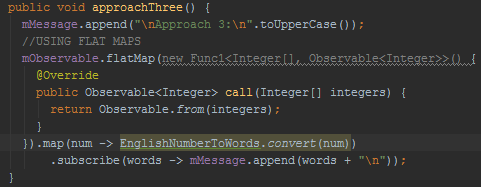 public void approachThree() {
mMessage.append("\nApproach 3:\n".toUpperCase());
//USING FLAT MAPS
mObservable.flatMap(new Func1<Integer[], Observable<Integer>>() {
@Override
public Observable<Integer> call(Integer[] integers) {
return Observable.from(integers);
}
}).map(num -> EnglishNumberToWords.convert(num))
.subscribe(words -> mMessage.append(words + "\n"));
}